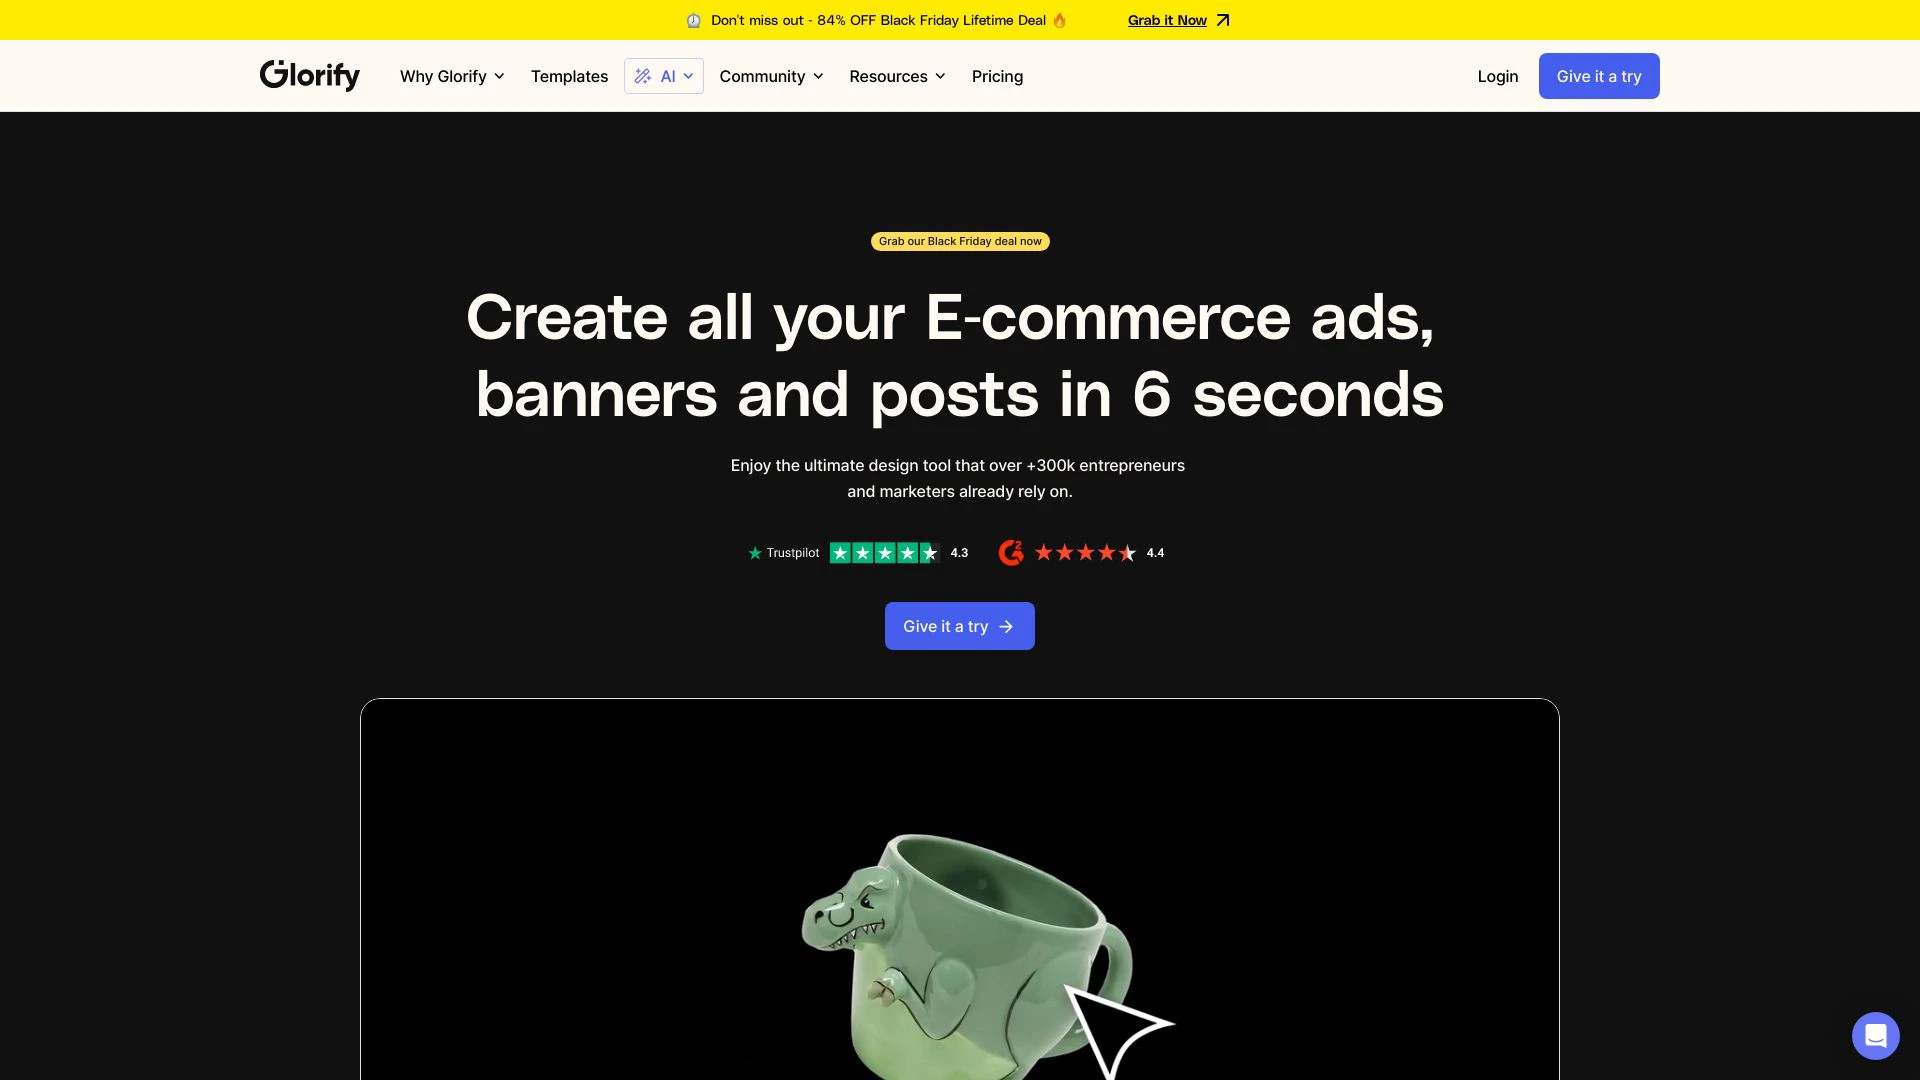 Don't miss out - 84% OFF Black Friday Lifetime Deal 🔥 Grab it Now
Glorify
Why Glorify
Templates
AI
Community
Resources
Pricing
Login
Give it a try
Grab our Black Friday deal now
Create all your E-commerce ads,
banners and posts in 6 seconds
Enjoy the ultimate design tool that over +300k entrepreneurs
and marketers already rely on.
Trustpilot 4.3
G2 4.4
Give it a try